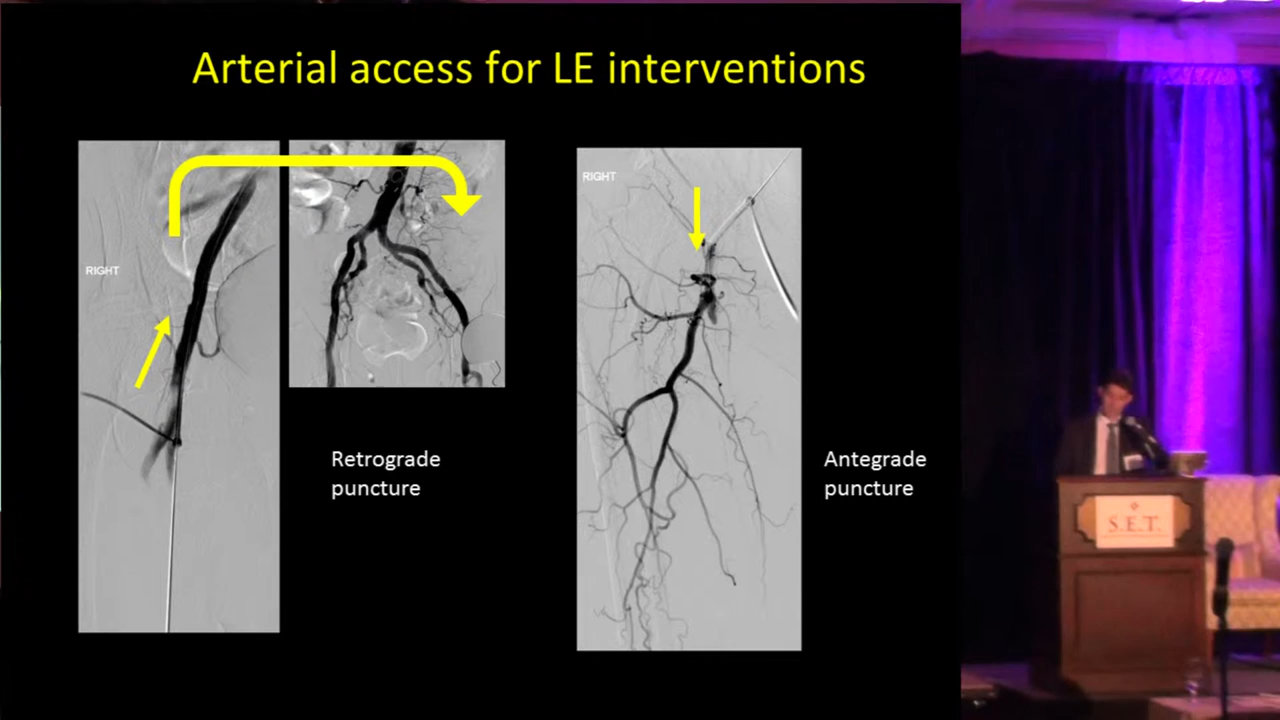 Arterial access for LE interventions
RIGHT
RIGHT
Retrograde
puncture
Antegrade
puncture
S.E.T.